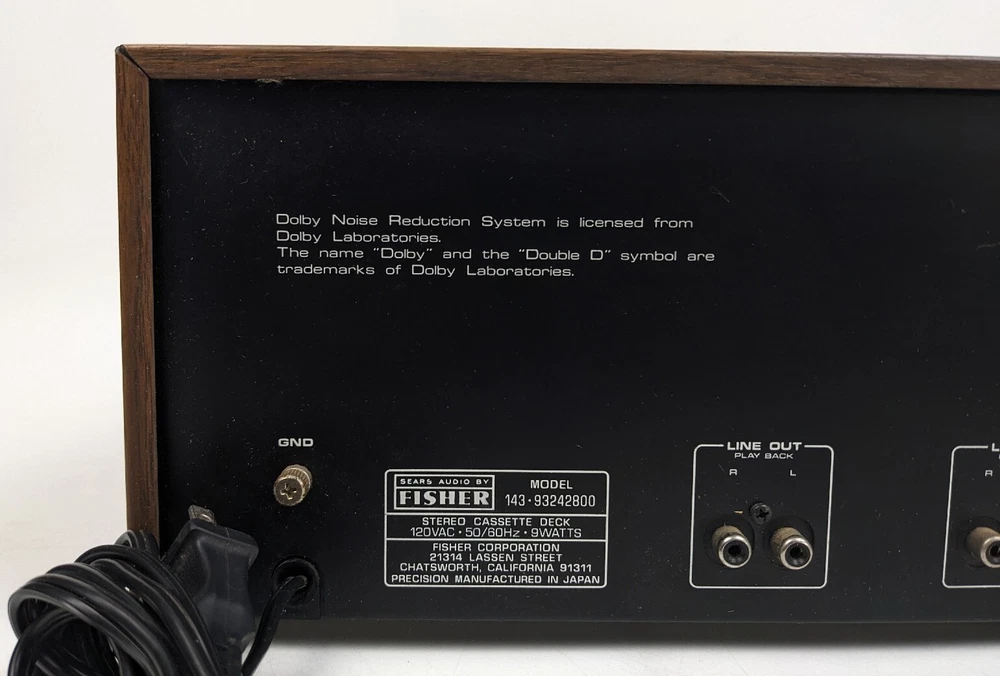 Dolby Noise Reduction System is licensed from
Dolby Laboratories.
The name "Dolby" and the "Double D" symbol are
trademarks of Dolby Laboratories.
GND
SEARS AUDIO BY
FISHER
MODEL
143·93242800
STEREO CASSETTE DECK
120VAC·50/60Hz·9WATTS
FISHER CORPORATION
21314 LASSEN STREET
CHATSWORTH, CALIFORNIA 91311
PRECISION MANUFACTURED IN JAPAN
LINE OUT
PLAY BACK
R L
R